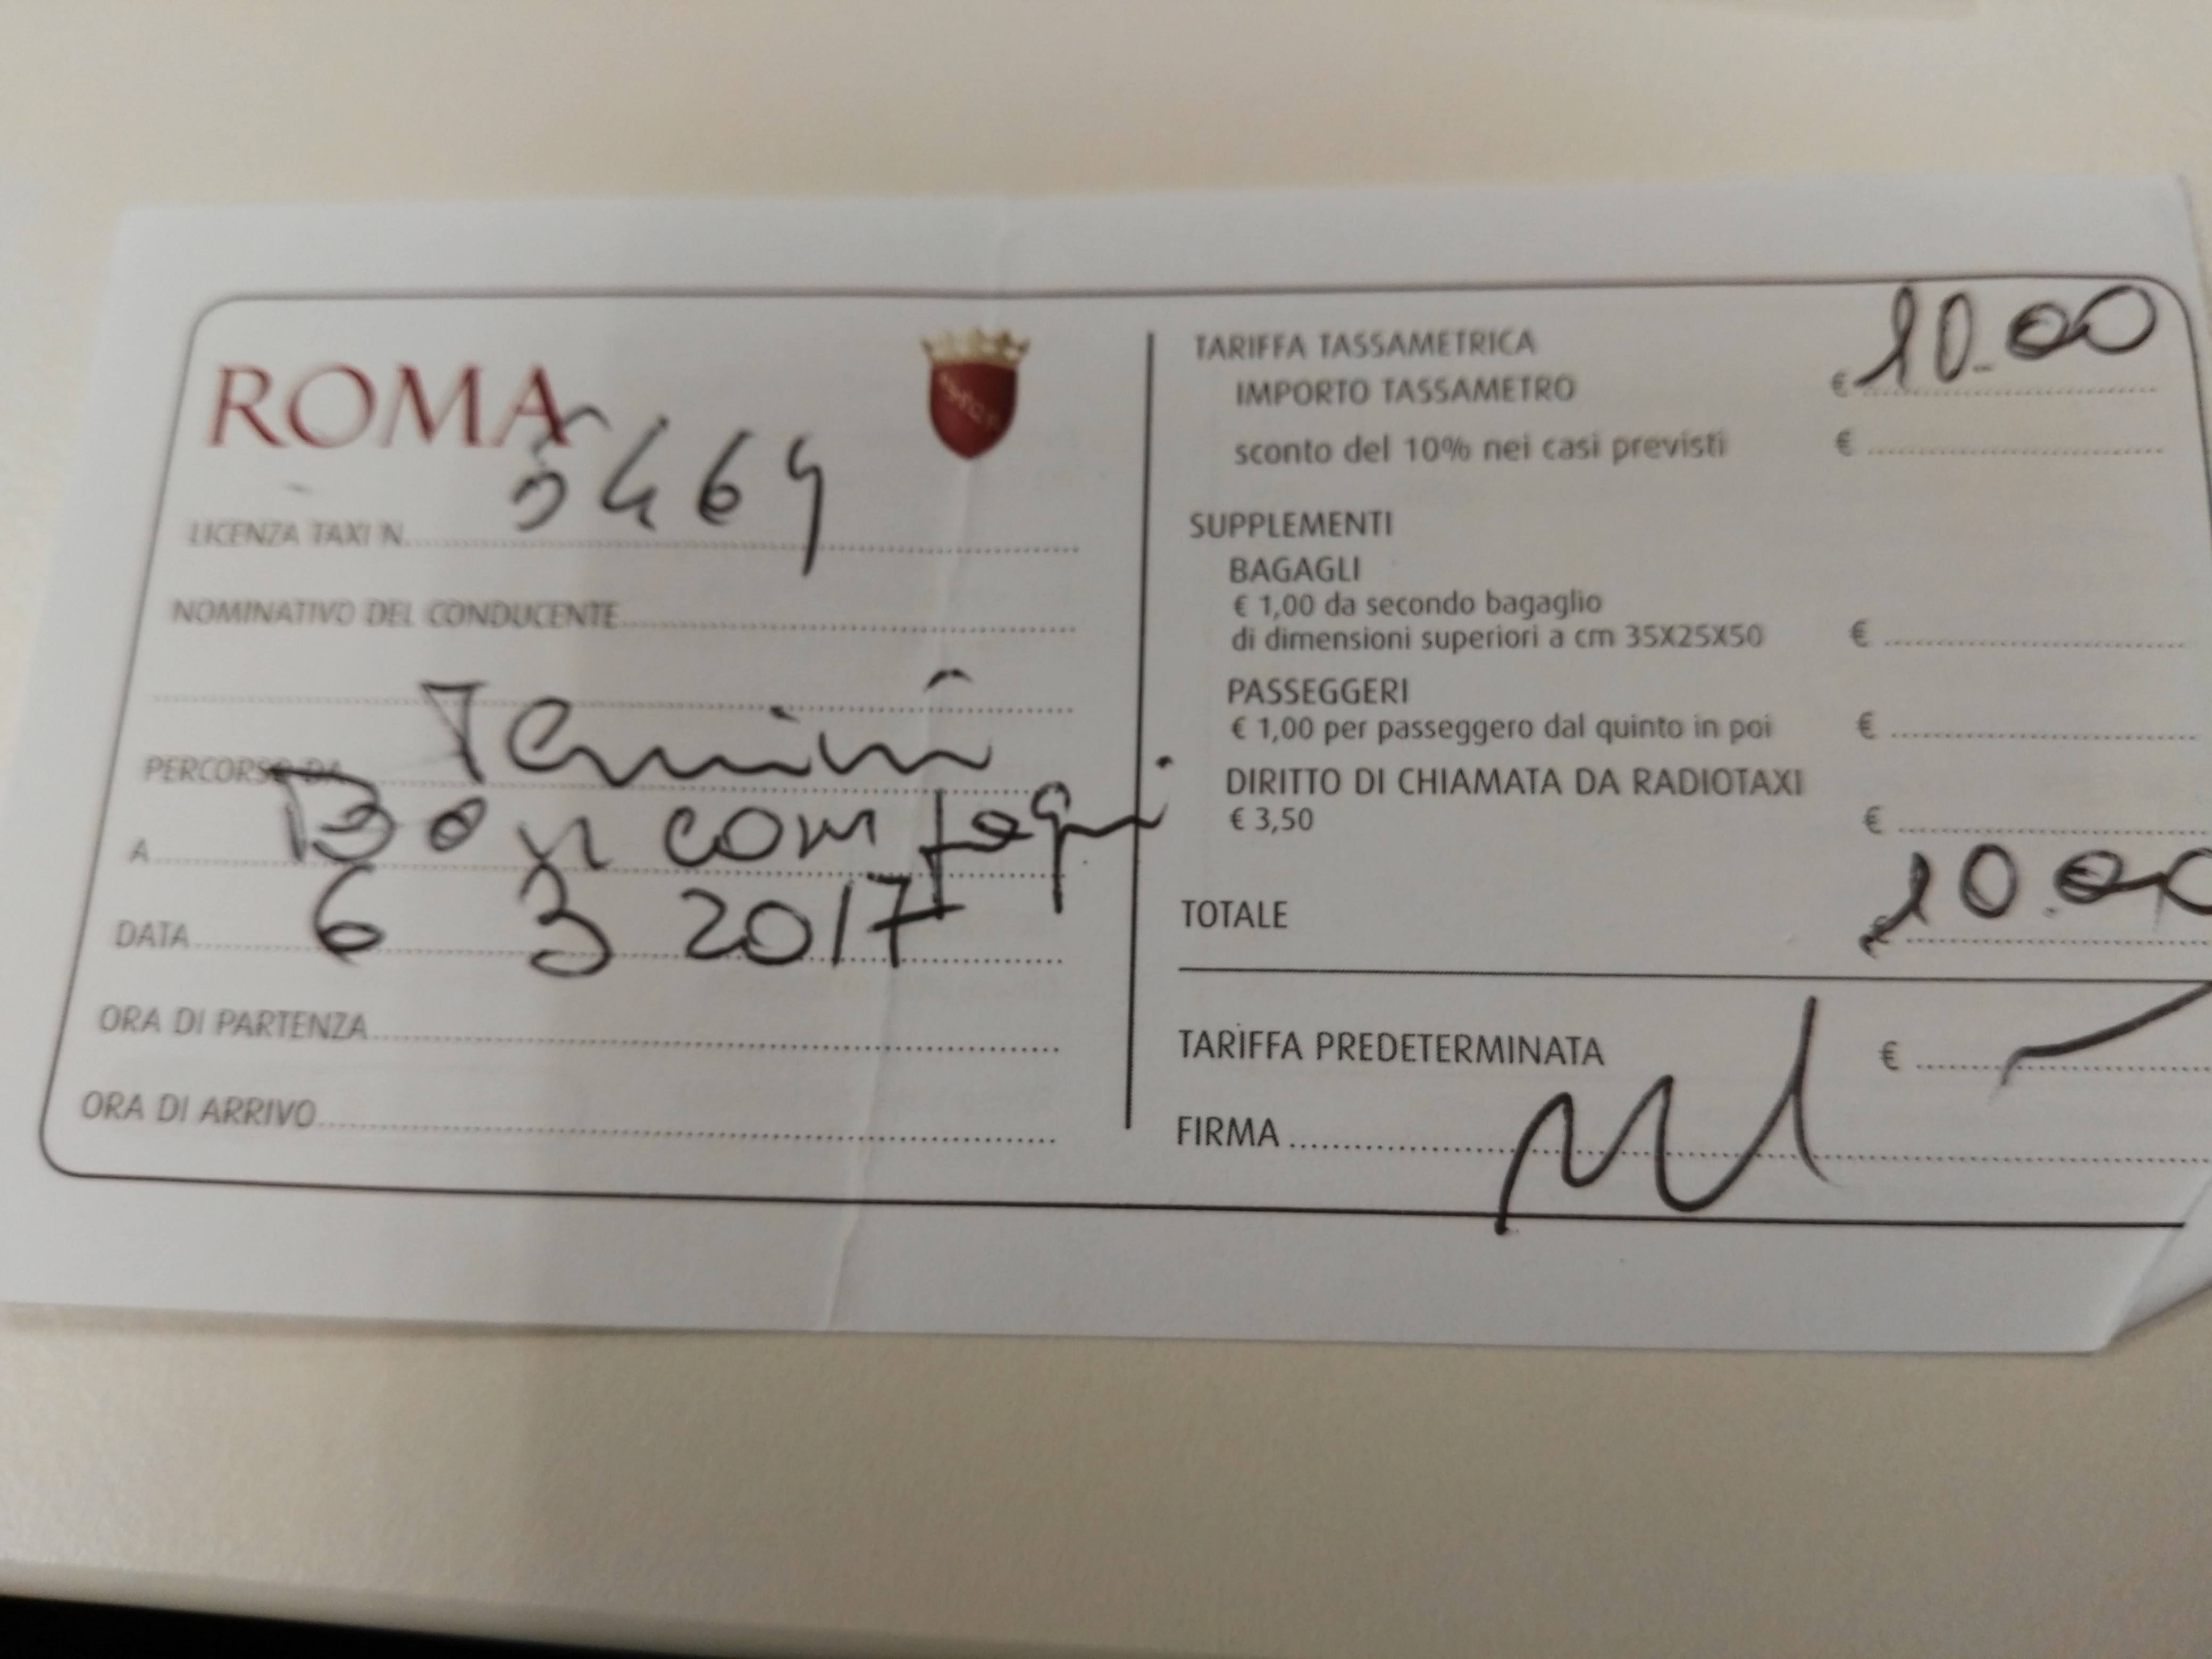 ROMA
LICENZA TAXI N. 5464
NOMINATIVO DEL CONDUCENTE
PERCORSO DA Termini
A Boncompagni
DATA 6 3 2017
ORA DI PARTENZA
ORA DI ARRIVO
TARIFFA TASSAMETRICA
IMPORTO TASSAMETRO € 10.00
sconto del 10% nei casi previsti €
SUPPLEMENTI
BAGAGLI
€ 1,00 da secondo bagaglio
di dimensioni superiori a cm 35X25X50 €
PASSEGGERI
€ 1,00 per passeggero dal quinto in poi €
DIRITTO DI CHIAMATA DA RADIOTAXI
€ 3,50 €
TOTALE € 10.00
TARIFFA PREDETERMINATA €
FIRMA